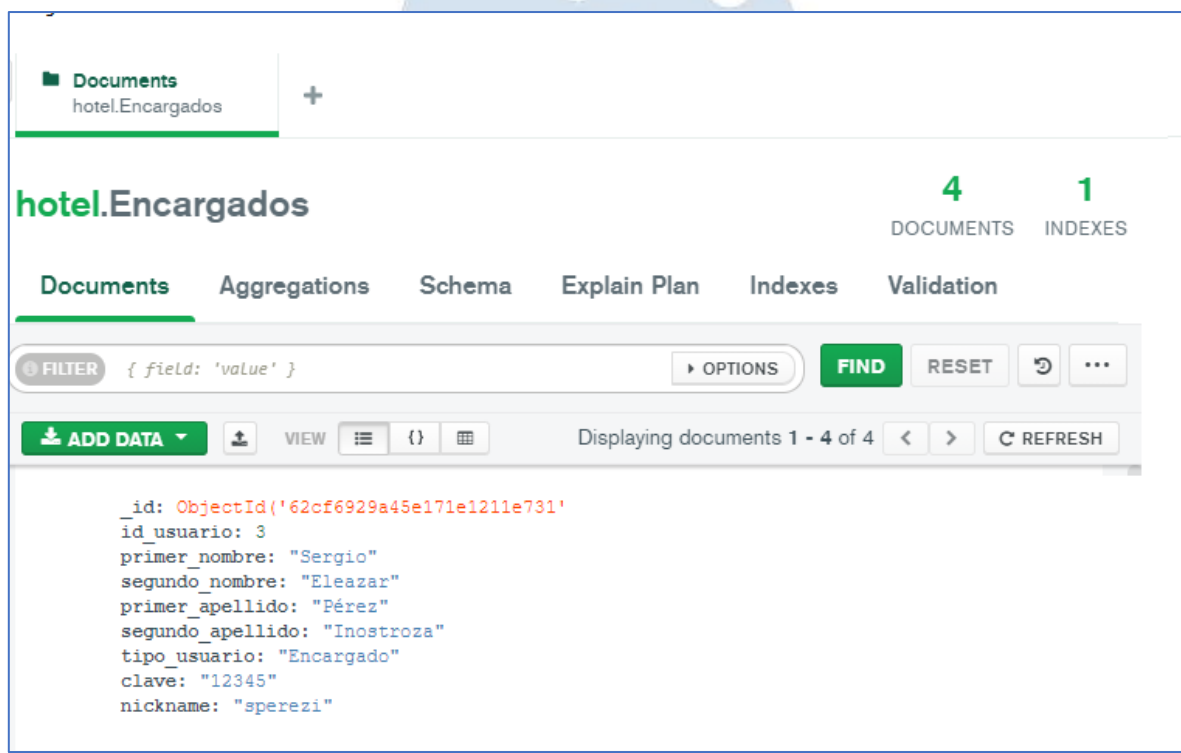 Documents
hotel.Encargados
hotel.Encargados
4 1
DOCUMENTS INDEXES
Documents Aggregations Schema Explain Plan Indexes Validation
FILTER { field: 'value' } OPTIONS FIND RESET ...
ADD DATA VIEW {} Displaying documents 1 - 4 of 4 < > REFRESH
_id: ObjectId('62cf6929a45e171e1211e731'
id_usuario: 3
primer_nombre: "Sergio"
segundo_nombre: "Eleazar"
primer_apellido: "Pérez"
segundo_apellido: "Inostroza"
tipo_usuario: "Encargado"
clave: "12345"
nickname: "sperezi"